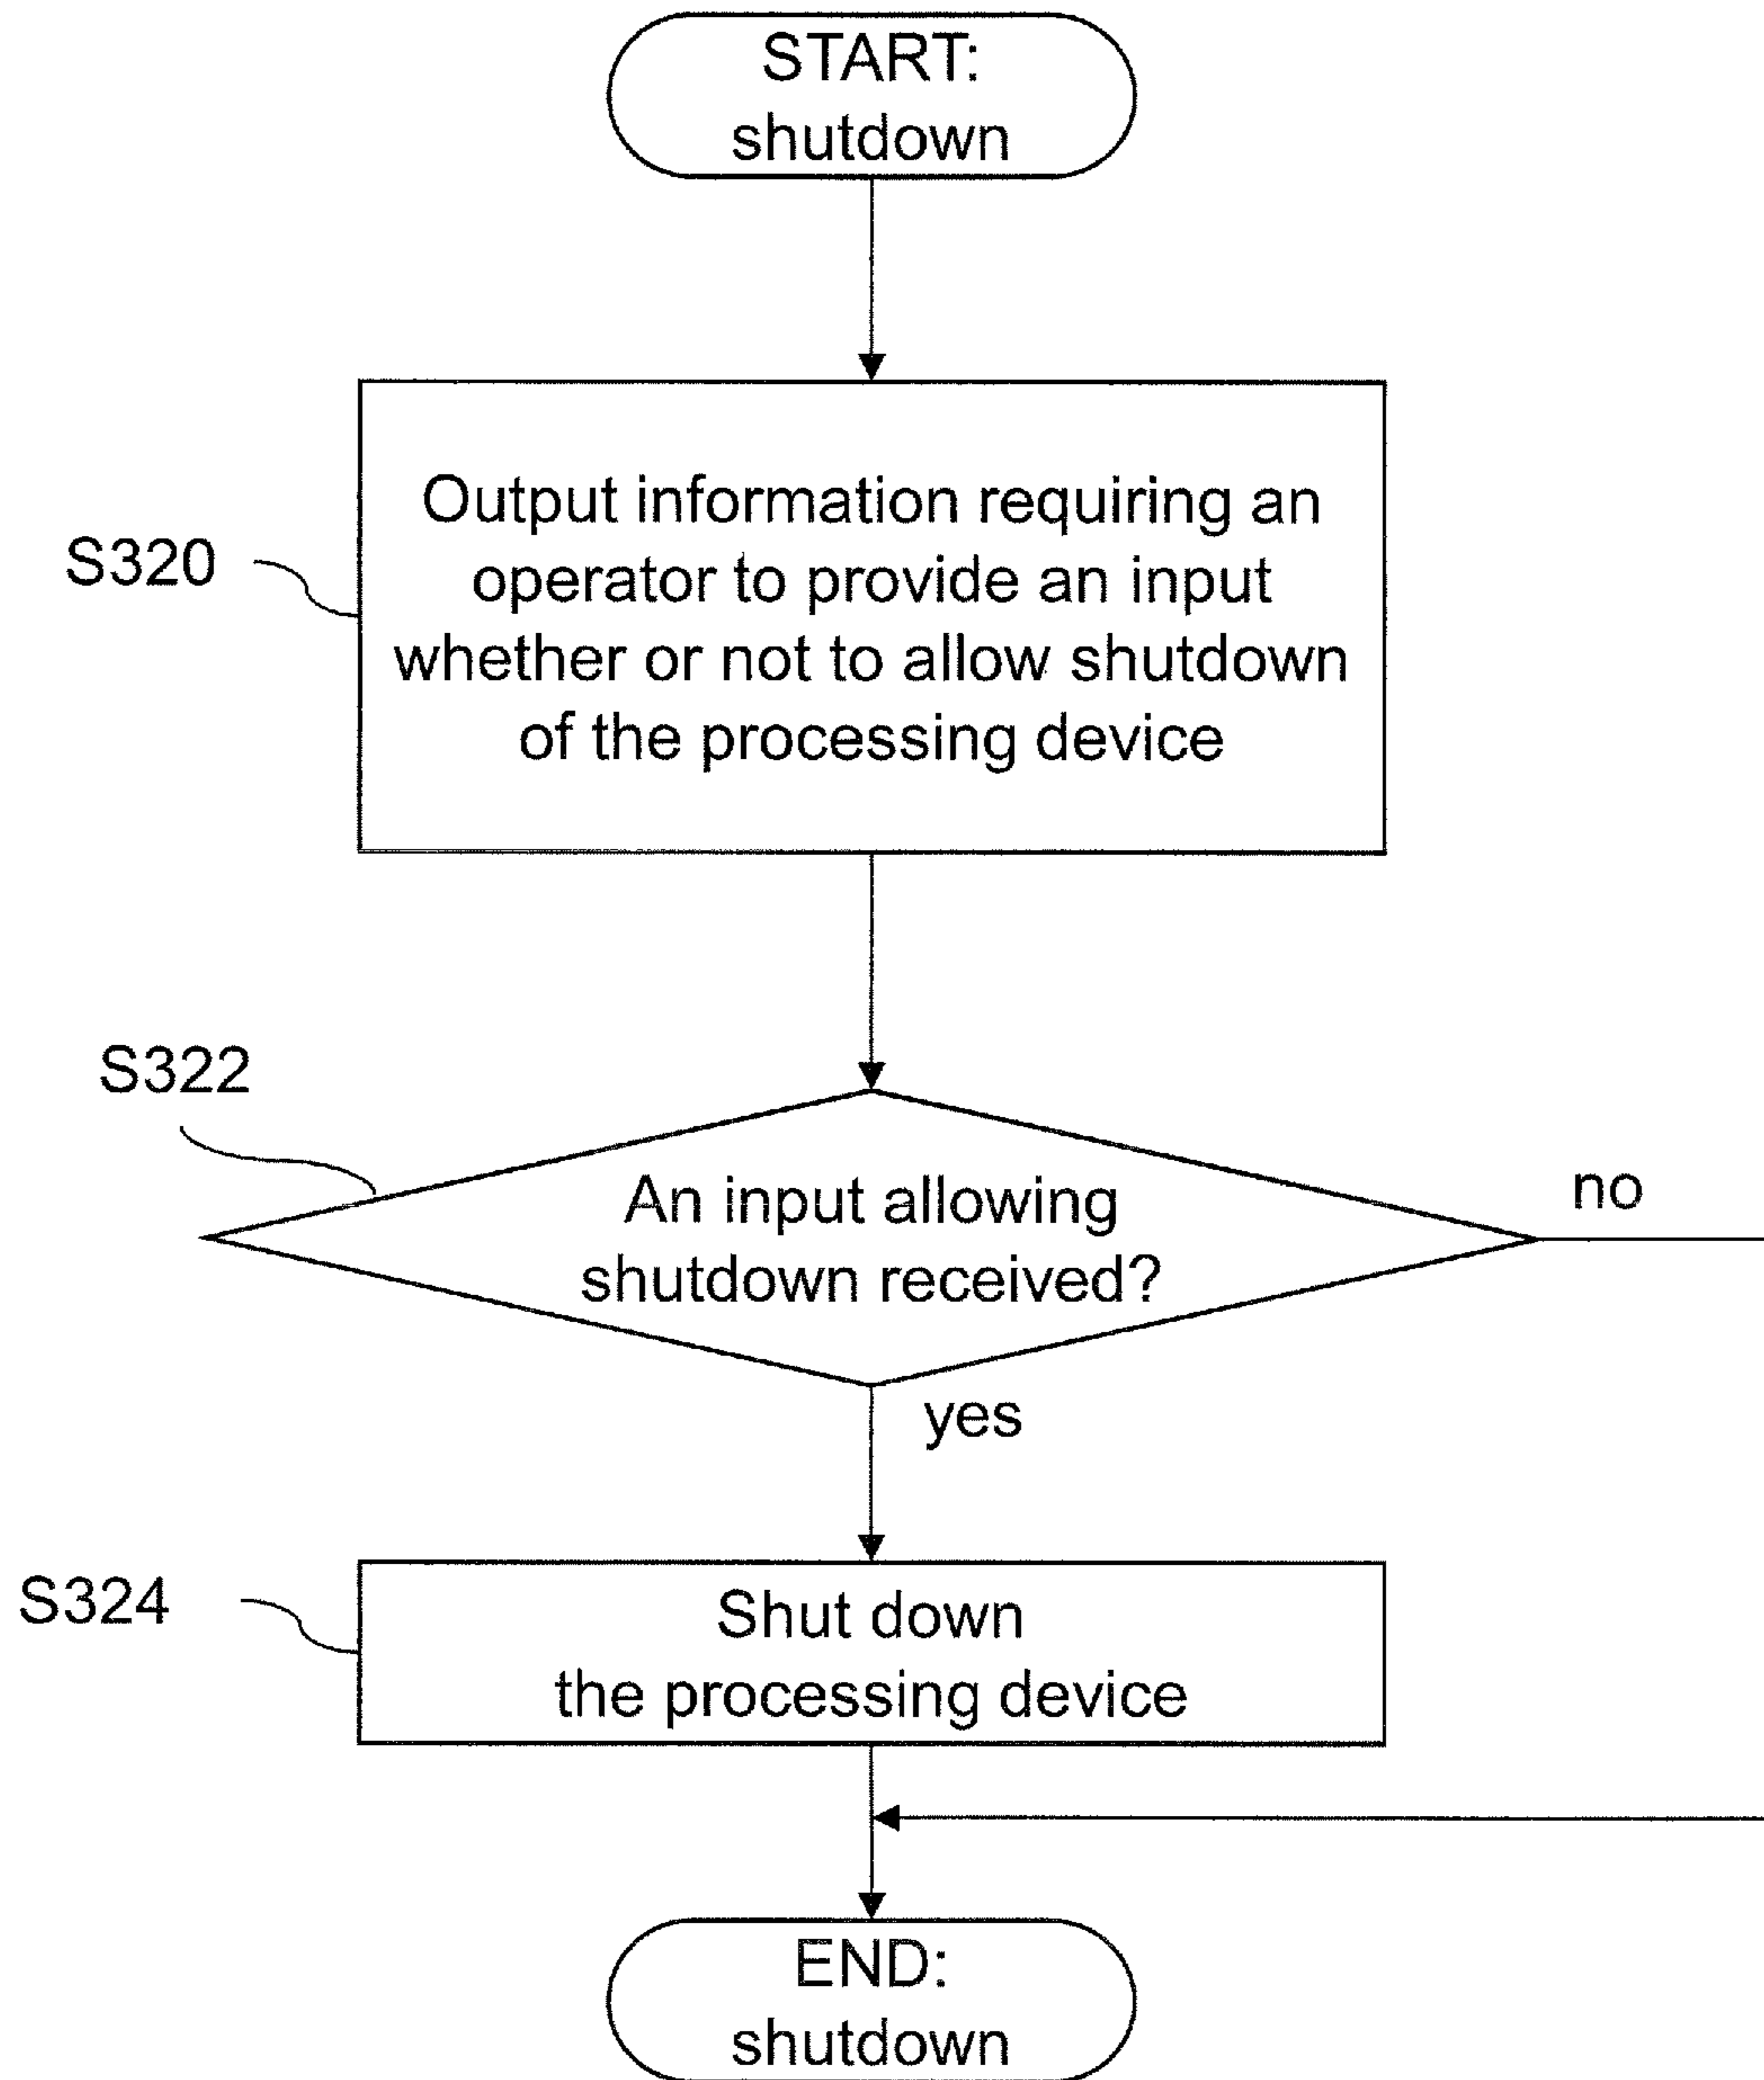 START:
shutdown
S320
Output information requiring an
operator to provide an input
whether or not to allow shutdown
of the processing device
S322
An input allowing
shutdown received?
no
yes
S324
Shut down
the processing device
END:
shutdown